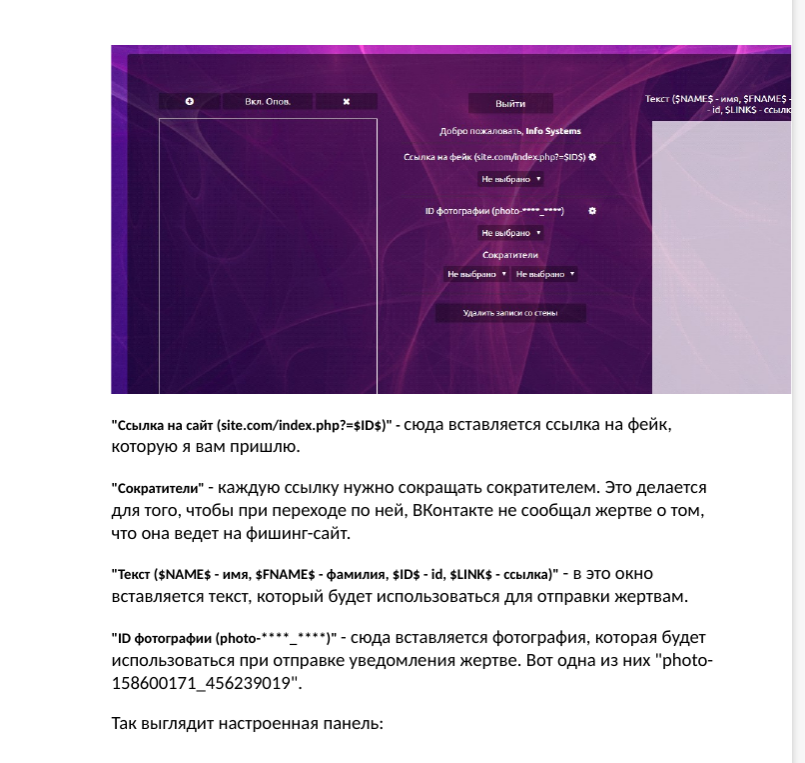 Вкл. Опов.
Выйти
Текст ($NAME$ - имя, $FNAME$ -
- id, $LINK$ - ссылк
Добро пожаловать, Info Systems
Ссылка на фейк (site.com/index.php?=$ID$)
Не выбрано
ID фотографии (photo-****_****)
Не выбрано
Сократители
Не выбрано Не выбрано
Удалить записи со стены
"Ссылка на сайт (site.com/index.php?=$ID$)" - сюда вставляется ссылка на фейк,
которую я вам пришлю.
"Сократители" - каждую ссылку нужно сокращать сократителем. Это делается
для того, чтобы при переходе по ней, ВКонтакте не сообщал жертве о том,
что она ведет на фишинг-сайт.
"Текст ($NAME$ - имя, $FNAME$ - фамилия, $ID$ - id, $LINK$ - ссылка)" - в это окно
вставляется текст, который будет использоваться для отправки жертвам.
"ID фотографии (photo-****_****)" - сюда вставляется фотография, которая будет
использоваться при отправке уведомления жертве. Вот одна из них "photo-
158600171_456239019".
Так выглядит настроенная панель: